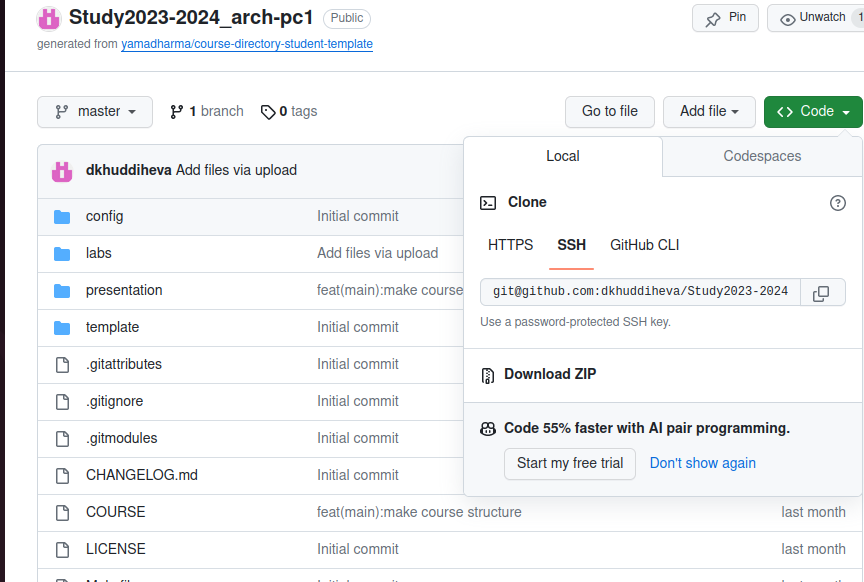 Study2023-2024_arch-pc1 Public
Pin
Unwatch 1
generated from yamadharma/course-directory-student-template
master
1 branch
0 tags
Go to file
Add file
Code
dkhuddiheva Add files via upload
config Initial commit
labs Add files via upload
presentation feat(main):make course
template Initial commit
.gitattributes Initial commit
.gitignore Initial commit
.gitmodules Initial commit
CHANGELOG.md Initial commit
COURSE feat(main):make course structure last month
LICENSE Initial commit last month
Local
Codespaces
Clone
HTTPS SSH GitHub CLI
git@github.com:dkhuddiheva/Study2023-2024
Use a password-protected SSH key.
Download ZIP
Code 55% faster with AI pair programming.
Start my free trial
Don't show again